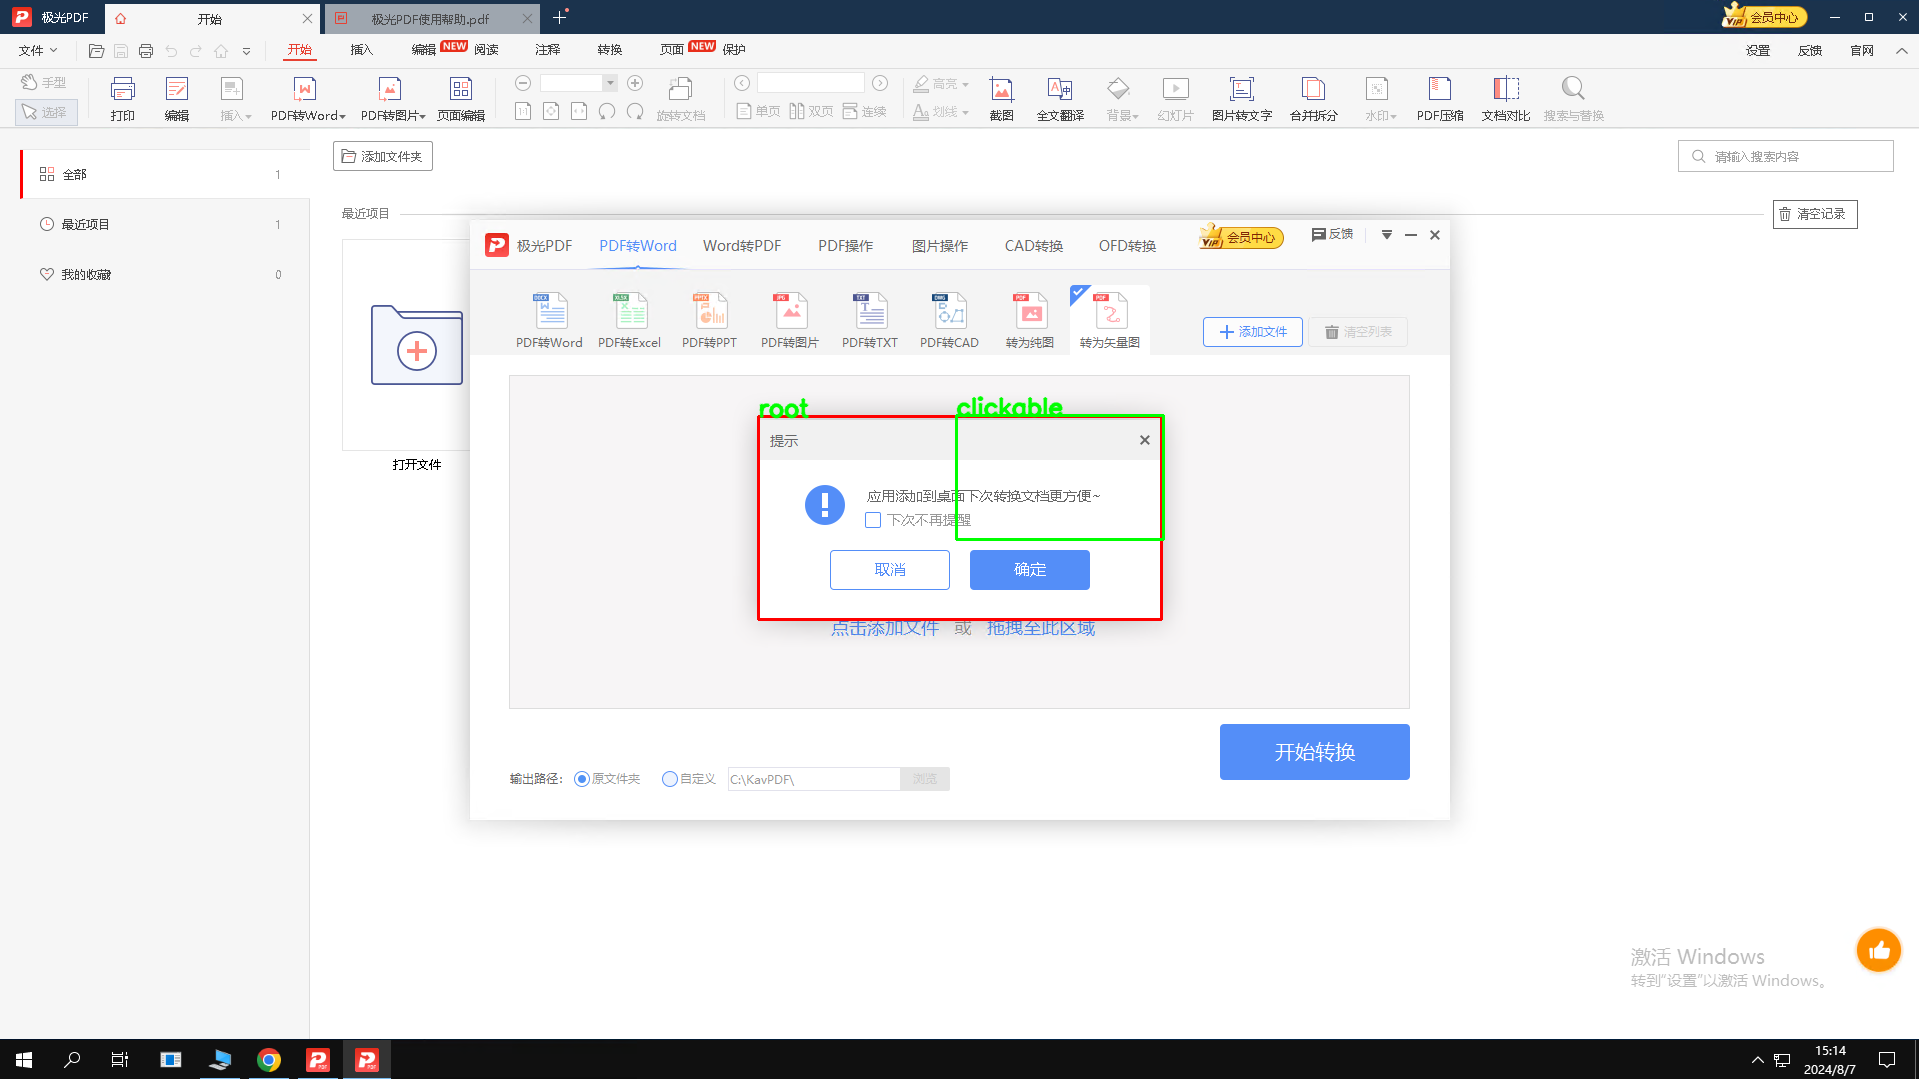 极光PDF
开始
极光PDF使用帮助.pdf
VIP 会员中心
文件
开始
插入
编辑
NEW
阅读
注释
转换
页面
NEW
保护
设置
反馈
官网
手型
选择
打印
编辑
插入
PDF转Word
PDF转图片
页面编辑
1:1
旋转文档
单页
双页
连续
高亮
划线
截图
全文翻译
背景
幻灯片
图片转文字
合并拆分
水印
PDF压缩
文档对比
搜索与替换
全部
1
最近项目
1
我的收藏
0
添加文件夹
请输入搜索内容
最近项目
清空记录
打开文件
极光PDF
PDF转Word
Word转PDF
PDF操作
图片操作
CAD转换
OFD转换
VIP 会员中心
反馈
DOCX
PDF转Word
XLSX
PDF转Excel
PPTX
PDF转PPT
JPG
PDF转图片
TXT
PDF转TXT
DWG
PDF转CAD
PDF
转为纯图
PDF
转为矢量图
添加文件
清空列表
root
clickable
提示
应用添加到桌面下次转换文档更方便~
下次不再提醒
取消
确定
点击添加文件 或 拖拽至此区域
开始转换
输出路径:
原文件夹
自定义
C:\KavPDF\
浏览
激活 Windows
转到“设置”以激活 Windows。
15:14
2024/8/7